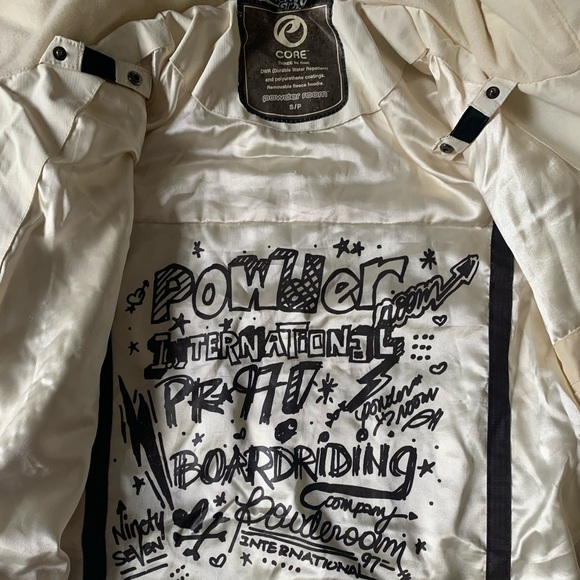 CORE
DWR (Durable Water Repellent)
and polyurethane coatings.
Removable fleece hoodie.
powder room
S/P
POWDer
room
INTERNATIONAL
PR★97
powder
room
BOARDRIDING
company
Ninety
SEVEN
Powderoom
INTERNATIONAL
97-